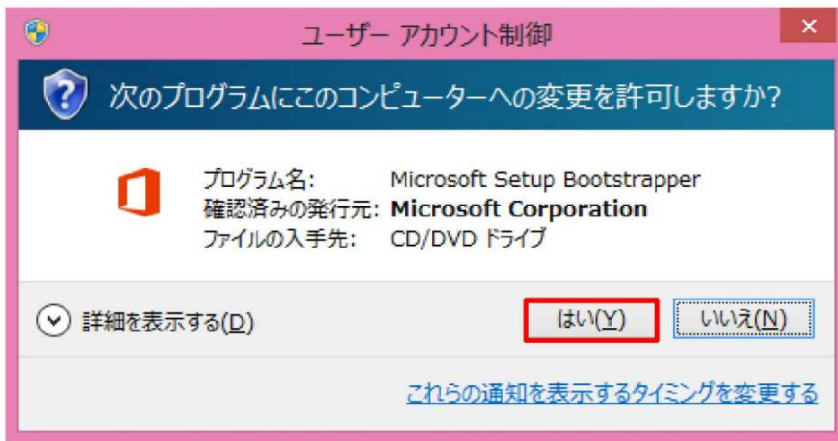 ユーザー アカウント制御
次のプログラムにこのコンピューターへの変更を許可しますか?
プログラム名: Microsoft Setup Bootstrapper
確認済みの発行元: Microsoft Corporation
ファイルの入手先: CD/DVD ドライブ
詳細を表示する(D) はい(Y) いいえ(N)
これらの通知を表示するタイミングを変更する